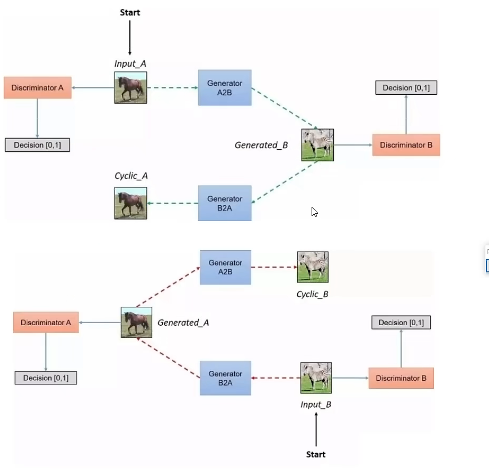 Start
Input_A
Discriminator A
Generator
A2B
Decision [0,1]
Decision [0,1]
Generated_B
Discriminator B
Cyclic_A
Generator
B2A
Generator
A2B
Cyclic_B
Discriminator A
Generated_A
Decision [0,1]
Decision [0,1]
Generator
B2A
Discriminator B
Input_B
Start